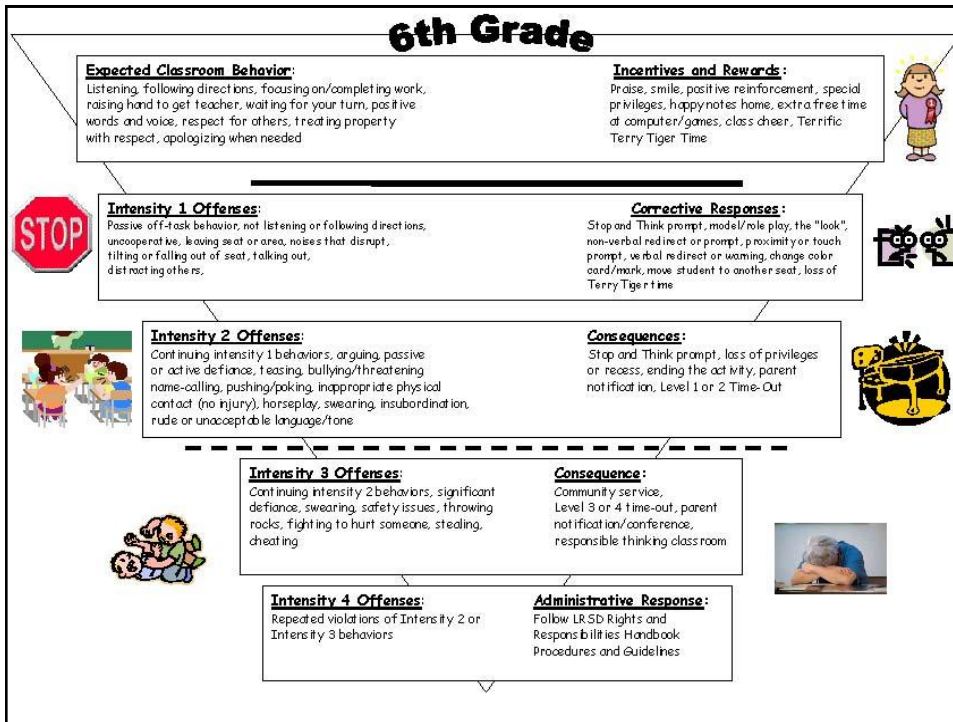 6th Grade
Expected Classroom Behavior:
Listening, following directions, focusing on/completing work,
raising hand to get teacher, waiting for your turn, positive
words and voice, respect for others, treating property
with respect, apologizing when needed
Incentives and Rewards:
Praise, smile, positive reinforcement, special
privileges, happy notes home, extra free time
at computer/games, class cheer, Terrific
Terry Tiger Time
STOP
Intensity 1 Offenses:
Passive off-task behavior, not listening or following directions,
uncooperative, leaving seat or area, noises that disrupt,
tilting or falling out of seat, talking out,
distracting others,
Corrective Responses:
Stop and Think prompt, model/role play, the "look",
non-verbal redirect or prompt, proximity or touch
prompt, verbal redirect or warning, change color
card/mark, move student to another seat, loss of
Terry Tiger time
Intensity 2 Offenses:
Continuing intensity 1 behaviors, arguing, passive
or active defiance, teasing, bullying/threatening
name-calling, pushing/poking, inappropriate physical
contact (no injury), horseplay, swearing, insubordination,
rude or unacceptable language/tone
Consequences:
Stop and Think prompt, loss of privileges
or recess, ending the activity, parent
notification, Level 1 or 2 Time-Out
Intensity 3 Offenses:
Continuing intensity 2 behaviors, significant
defiance, swearing, safety issues, throwing
rocks, fighting to hurt someone, stealing,
cheating
Consequence:
Community service,
Level 3 or 4 time-out, parent
notification/conference,
responsible thinking classroom
Intensity 4 Offenses:
Repeated violations of Intensity 2 or
Intensity 3 behaviors
Administrative Response:
Follow LRSD Rights and
Responsibilities Handbook
Procedures and Guidelines